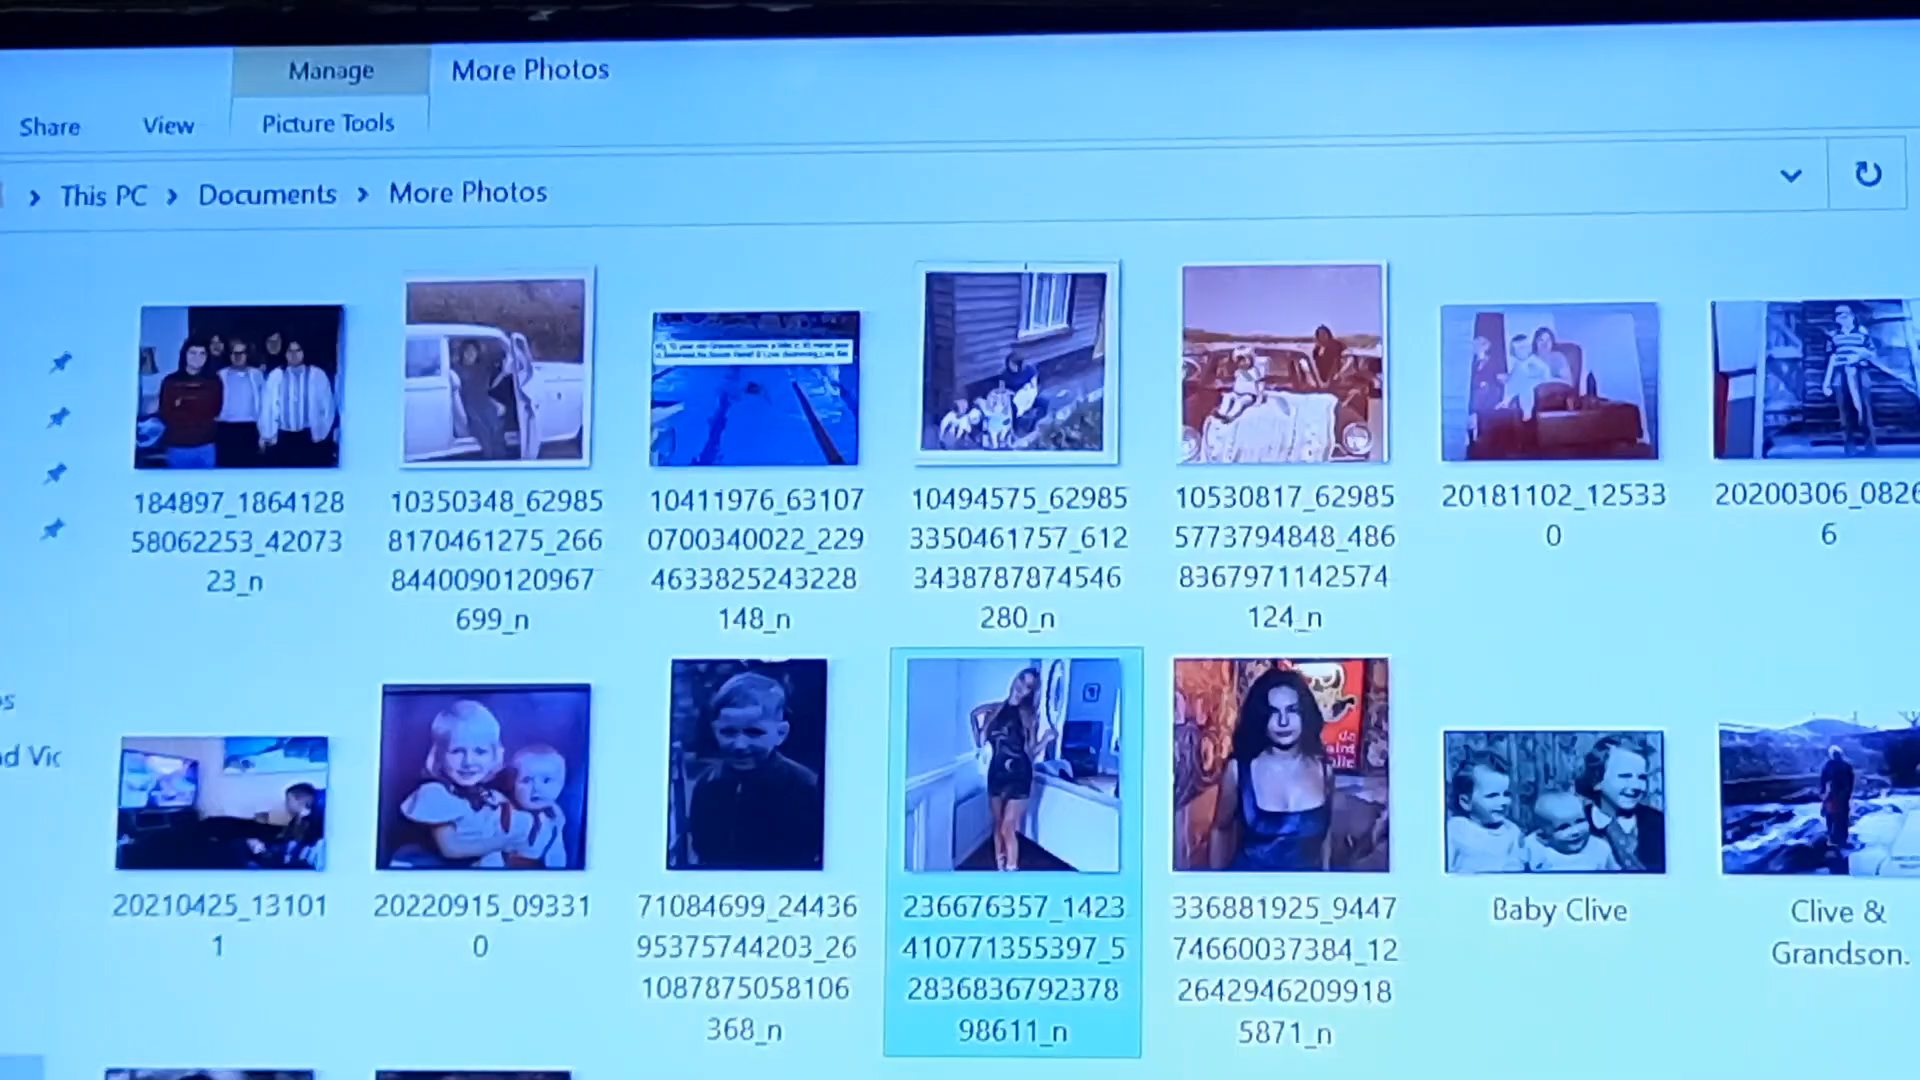 Manage
More Photos
Share
View
Picture Tools
This PC
Documents
More Photos
184897_1864128
58062253_42073
23_n
10350348_62985
8170461275_266
8440090120967
699_n
10411976_63107
0700340022_229
4633825243228
148_n
10494575_62985
3350461757_612
3438787874546
280_n
10530817_62985
5773794848_486
8367971142574
124_n
20181102_12533
0
20200306_0826
6
20210425_13101
1
20220915_09331
0
71084699_24436
95375744203_26
1087875058106
368_n
236676357_1423
410771355397_5
2836836792378
98611_n
336881925_9447
74660037384_12
2642946209918
5871_n
Baby Clive
Clive &
Grandson.